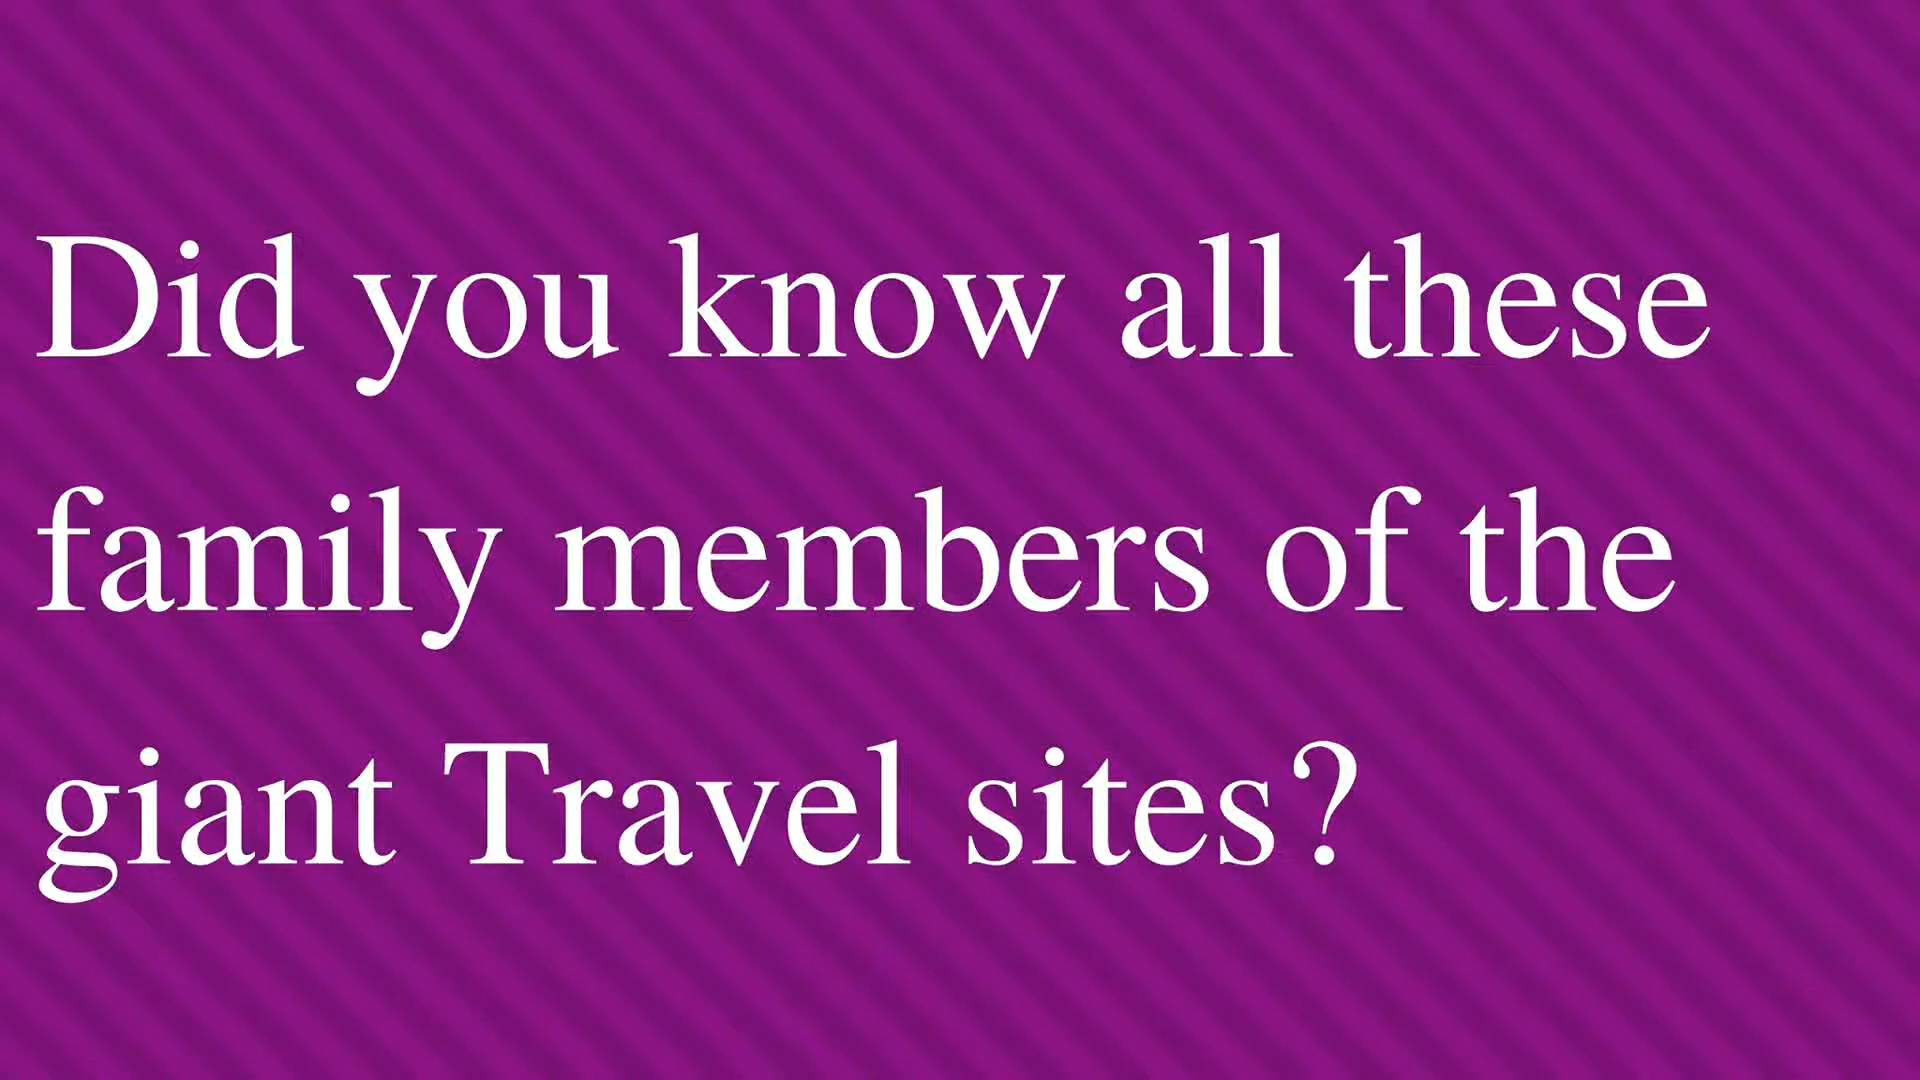 Did you know all these
family members of the
giant Travel sites?